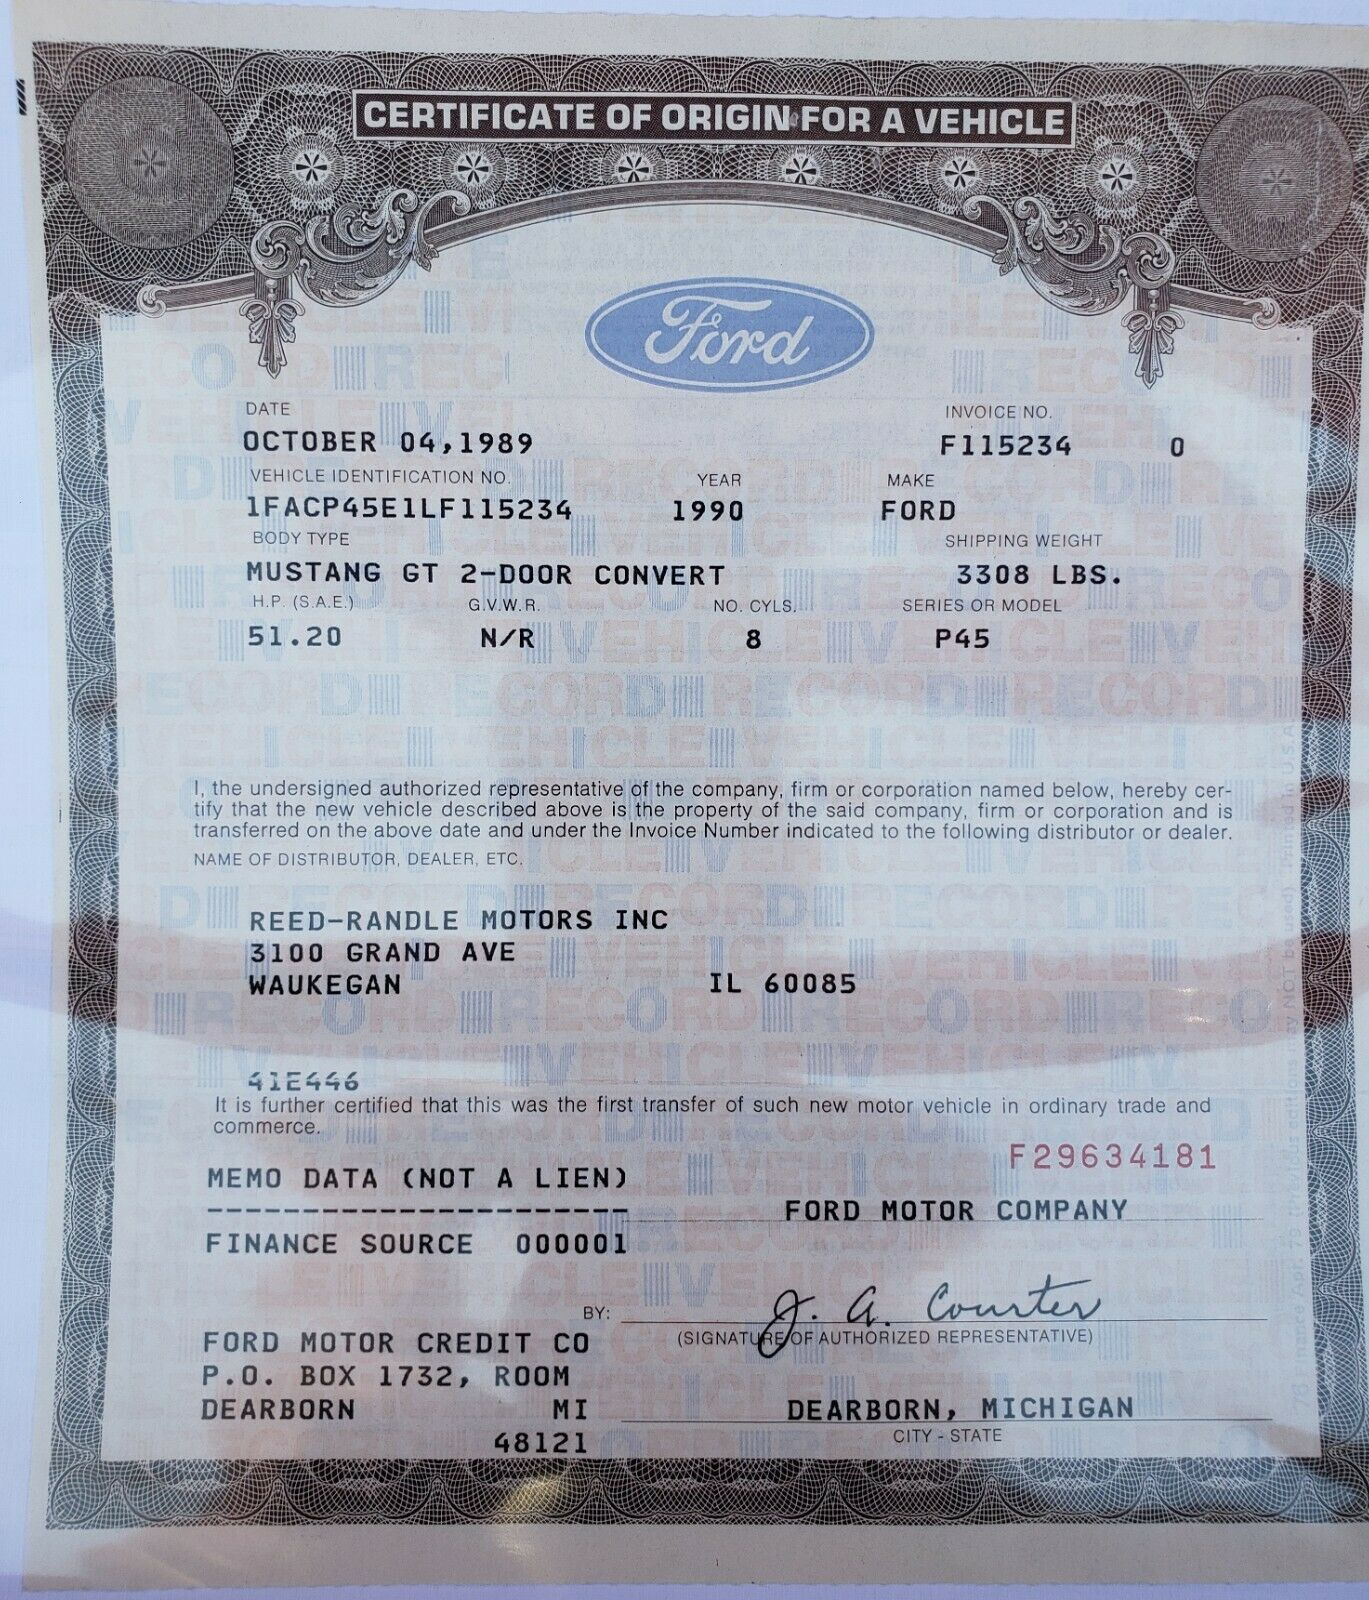 CERTIFICATE OF ORIGIN FOR A VEHICLE
Ford
DATE INVOICE NO.
OCTOBER 04,1989 F115234 0
VEHICLE IDENTIFICATION NO. YEAR MAKE
1FACP45E1LF115234 1990 FORD
BODY TYPE SHIPPING WEIGHT
MUSTANG GT 2-DOOR CONVERT 3308 LBS.
H.P. (S.A.E.) G.V.W.R. NO. CYLS. SERIES OR MODEL
51.20 N/R 8 P45
I, the undersigned authorized representative of the company, firm or corporation named below, hereby cer-
tify that the new vehicle described above is the property of the said company, firm or corporation and is
transferred on the above date and under the Invoice Number indicated to the following distributor or dealer.
NAME OF DISTRIBUTOR, DEALER, ETC.
REED-RANDLE MOTORS INC
3100 GRAND AVE
WAUKEGAN IL 60085
41E446
It is further certified that this was the first transfer of such new motor vehicle in ordinary trade and
commerce.
F29634181
MEMO DATA (NOT A LIEN)
----------------------
FORD MOTOR COMPANY
FINANCE SOURCE 000001
BY: J. A. Courter
(SIGNATURE OF AUTHORIZED REPRESENTATIVE)
FORD MOTOR CREDIT CO
P.O. BOX 1732, ROOM
DEARBORN MI
48121
DEARBORN, MICHIGAN
CITY - STATE